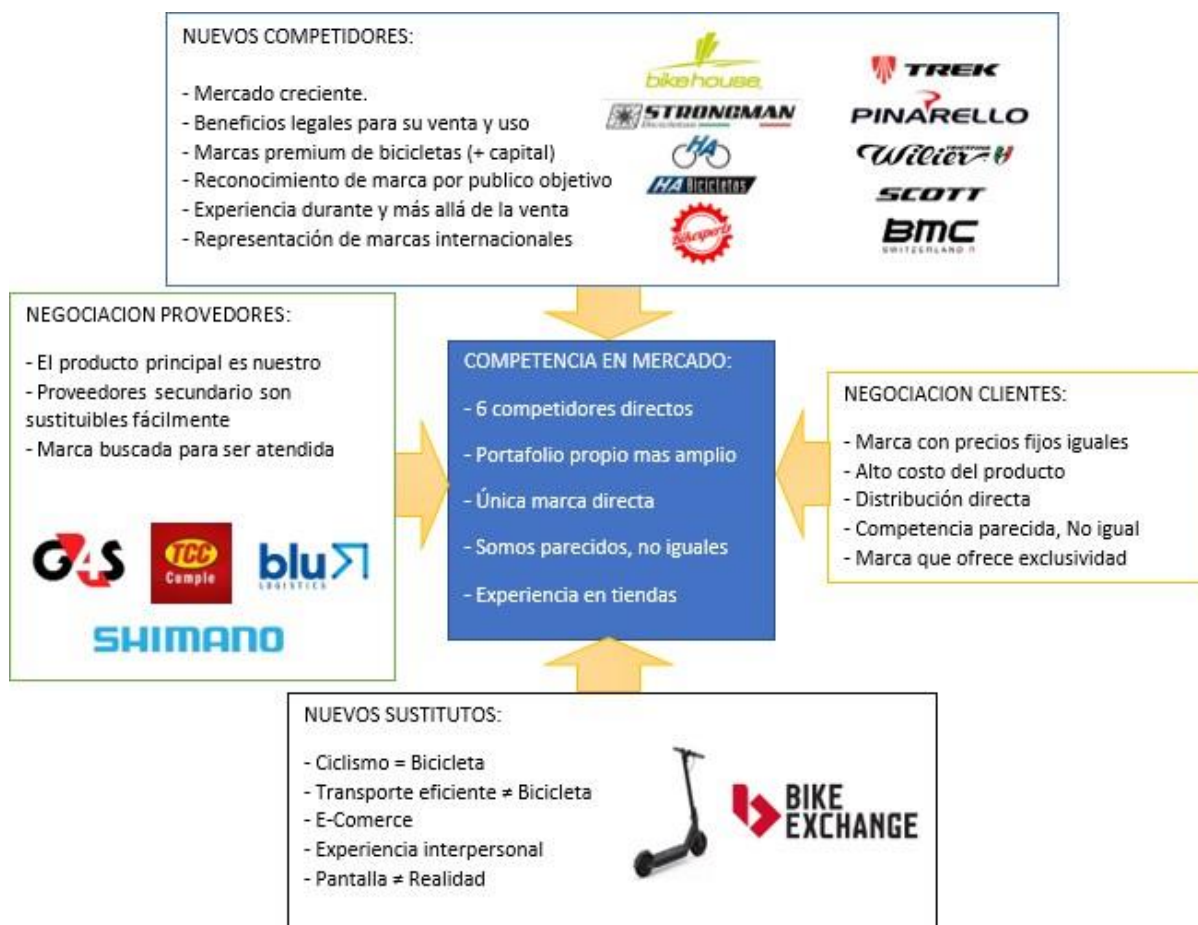 NUEVOS COMPETIDORES:
- Mercado creciente.
- Beneficios legales para su venta y uso
- Marcas premium de bicicletas (+ capital)
- Reconocimiento de marca por publico objetivo
- Experiencia durante y más allá de la venta
- Representación de marcas internacionales
bikehouse
STRONGMAN
HA
HA Bicicletas
Bikexperts
TREK
PINARELLO
Wilier
SCOTT
BMC
SWITZERLAND
NEGOCIACION PROVEDORES:
- El producto principal es nuestro
- Proveedores secundario son
sustituibles fácilmente
- Marca buscada para ser atendida
G4S
TCC
Cumple
blu
LOGISTICS
SHIMANO
COMPETENCIA EN MERCADO:
- 6 competidores directos
- Portafolio propio mas amplio
- Única marca directa
- Somos parecidos, no iguales
- Experiencia en tiendas
NEGOCIACION CLIENTES:
- Marca con precios fijos iguales
- Alto costo del producto
- Distribución directa
- Competencia parecida, No igual
- Marca que ofrece exclusividad
NUEVOS SUSTITUTOS:
- Ciclismo = Bicicleta
- Transporte eficiente ≠ Bicicleta
- E-Comerce
- Experiencia interpersonal
- Pantalla ≠ Realidad
BIKE
EXCHANGE